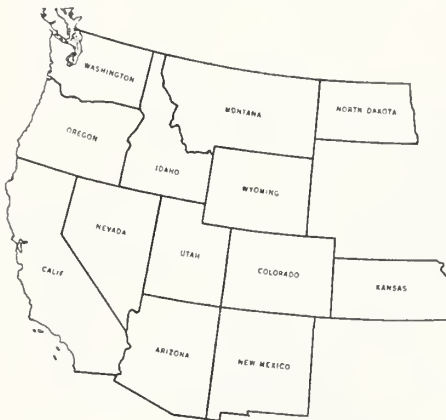 WASHINGTON
MONTANA
NORTH DAKOTA
OREGON
IDAHO
WYOMING
NEVADA
UTAH
COLORADO
CALIF
KANSAS
ARIZONA
NEW MEXICO